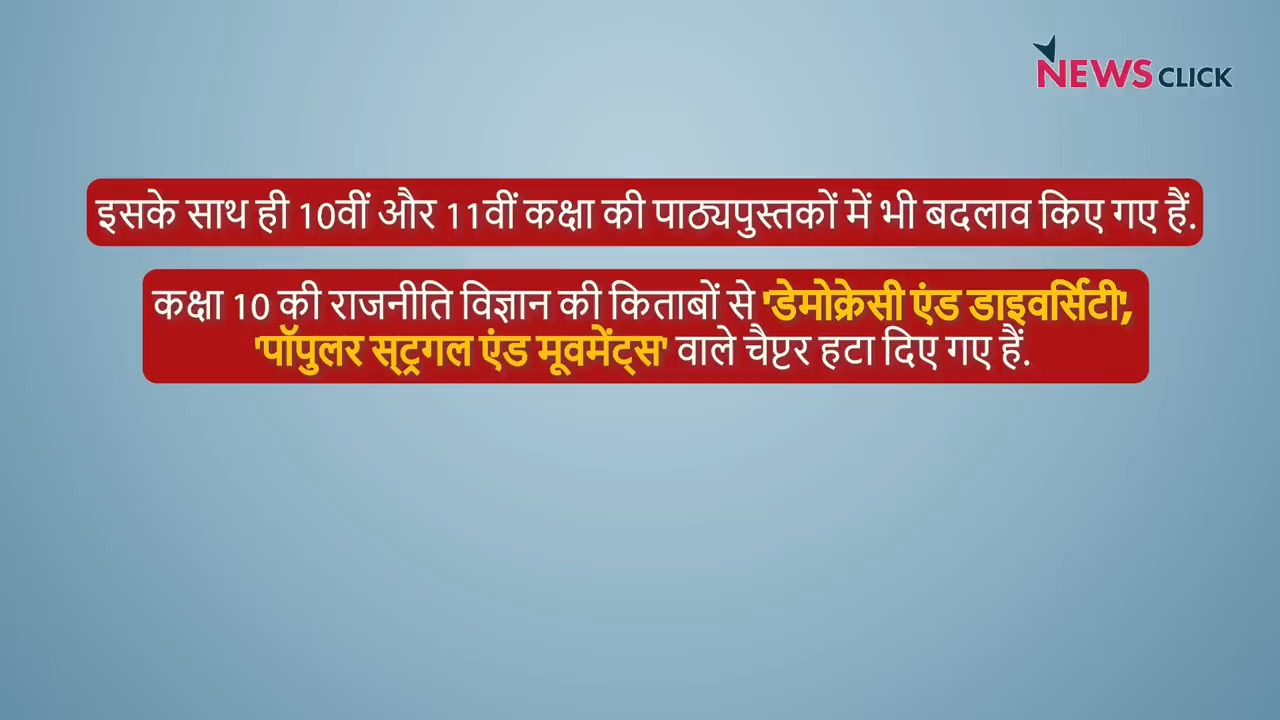 NEWS CLICK
इसके साथ ही 10वीं और 11वीं कक्षा की पाठ्यपुस्तकों में भी बदलाव किए गए हैं.
कक्षा 10 की राजनीति विज्ञान की किताबों से 'डेमोक्रेसी एंड डाइवर्सिटी',
'पॉपुलर स्ट्रगल एंड मूवमेंट्स' वाले चैप्टर हटा दिए गए हैं.